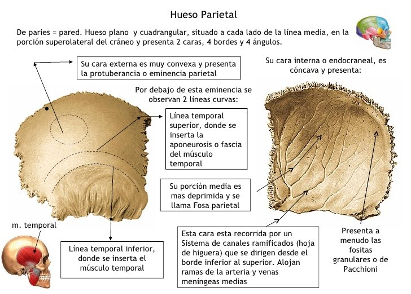 Hueso Parietal
De paries = pared. Hueso plano y cuadrangular, situado a cada lado de la línea media, en la
porción superolateral del cráneo y presenta 2 caras, 4 bordes y 4 ángulos.
Su cara externa es muy convexa y presenta
la protuberancia o eminencia parietal
Su cara interna o endocraneal, es
cóncava y presenta:
Por debajo de esta eminencia se
observan 2 líneas curvas:
Línea temporal
superior, donde se
inserta la
aponeurosis o fascia
del músculo
temporal
Su porción media es
mas deprimida y se
llama Fosa parietal
m. temporal
Línea temporal inferior,
donde se inserta el
músculo temporal
Esta cara esta recorrida por un
Sistema de canales ramificados (hoja
de higuera) que se dirigen desde el
borde inferior al superior. Alojan
ramas de la arteria y venas
meníngeas medias
Presenta a
menudo las
fositas
granulares o de
Pacchioni